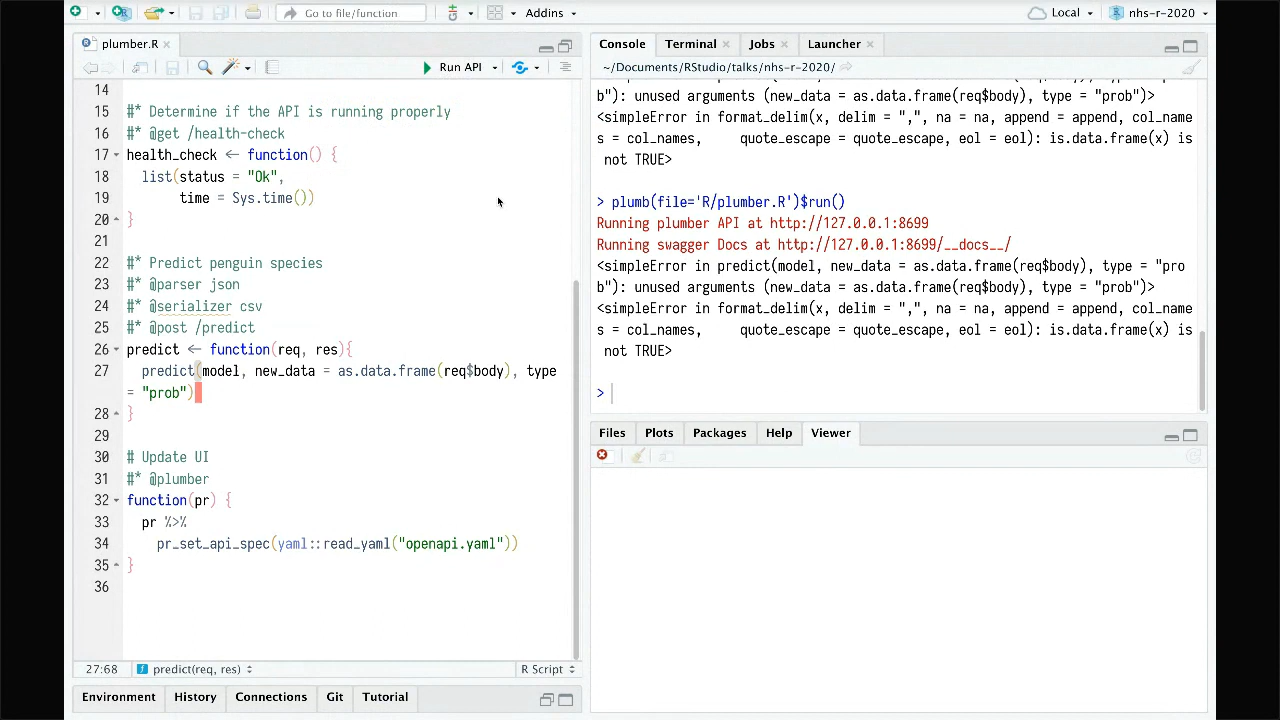 Go to file/function
Addins
Local
nhs-r-2020
plumber.R
Run API
14
15 #* Determine if the API is running properly
16 #* @get /health-check
17 health_check ← function() {
18 list(status = "Ok",
19 time = Sys.time())
20 }
21
22 #* Predict penguin species
23 #* @parser json
24 #* @serializer csv
25 #* @post /predict
26 predict ← function(req, res){
27 predict(model, new_data = as.data.frame(req$body), type
= "prob")
28 }
29
30 # Update UI
31 #* @plumber
32 function(pr) {
33 pr %>%
34 pr_set_api_spec(yaml::read_yaml("openapi.yaml"))
35 }
36
27:68 predict(req, res) R Script
Environment History Connections Git Tutorial
Console Terminal Jobs Launcher
~/Documents/RStudio/talks/nhs-r-2020/
b"): unused arguments (new_data = as.data.frame(req$body), type = "prob")>
<simpleError in format_delim(x, delim = ",", na = na, append = append, col_name
s = col_names, quote_escape = quote_escape, eol = eol): is.data.frame(x) is
not TRUE>
> plumb(file='R/plumber.R')$run()
Running plumber API at http://127.0.0.1:8699
Running swagger Docs at http://127.0.0.1:8699/__docs__/
<simpleError in predict(model, new_data = as.data.frame(req$body), type = "pro
b"): unused arguments (new_data = as.data.frame(req$body), type = "prob")>
<simpleError in format_delim(x, delim = ",", na = na, append = append, col_name
s = col_names, quote_escape = quote_escape, eol = eol): is.data.frame(x) is
not TRUE>
>
Files Plots Packages Help Viewer